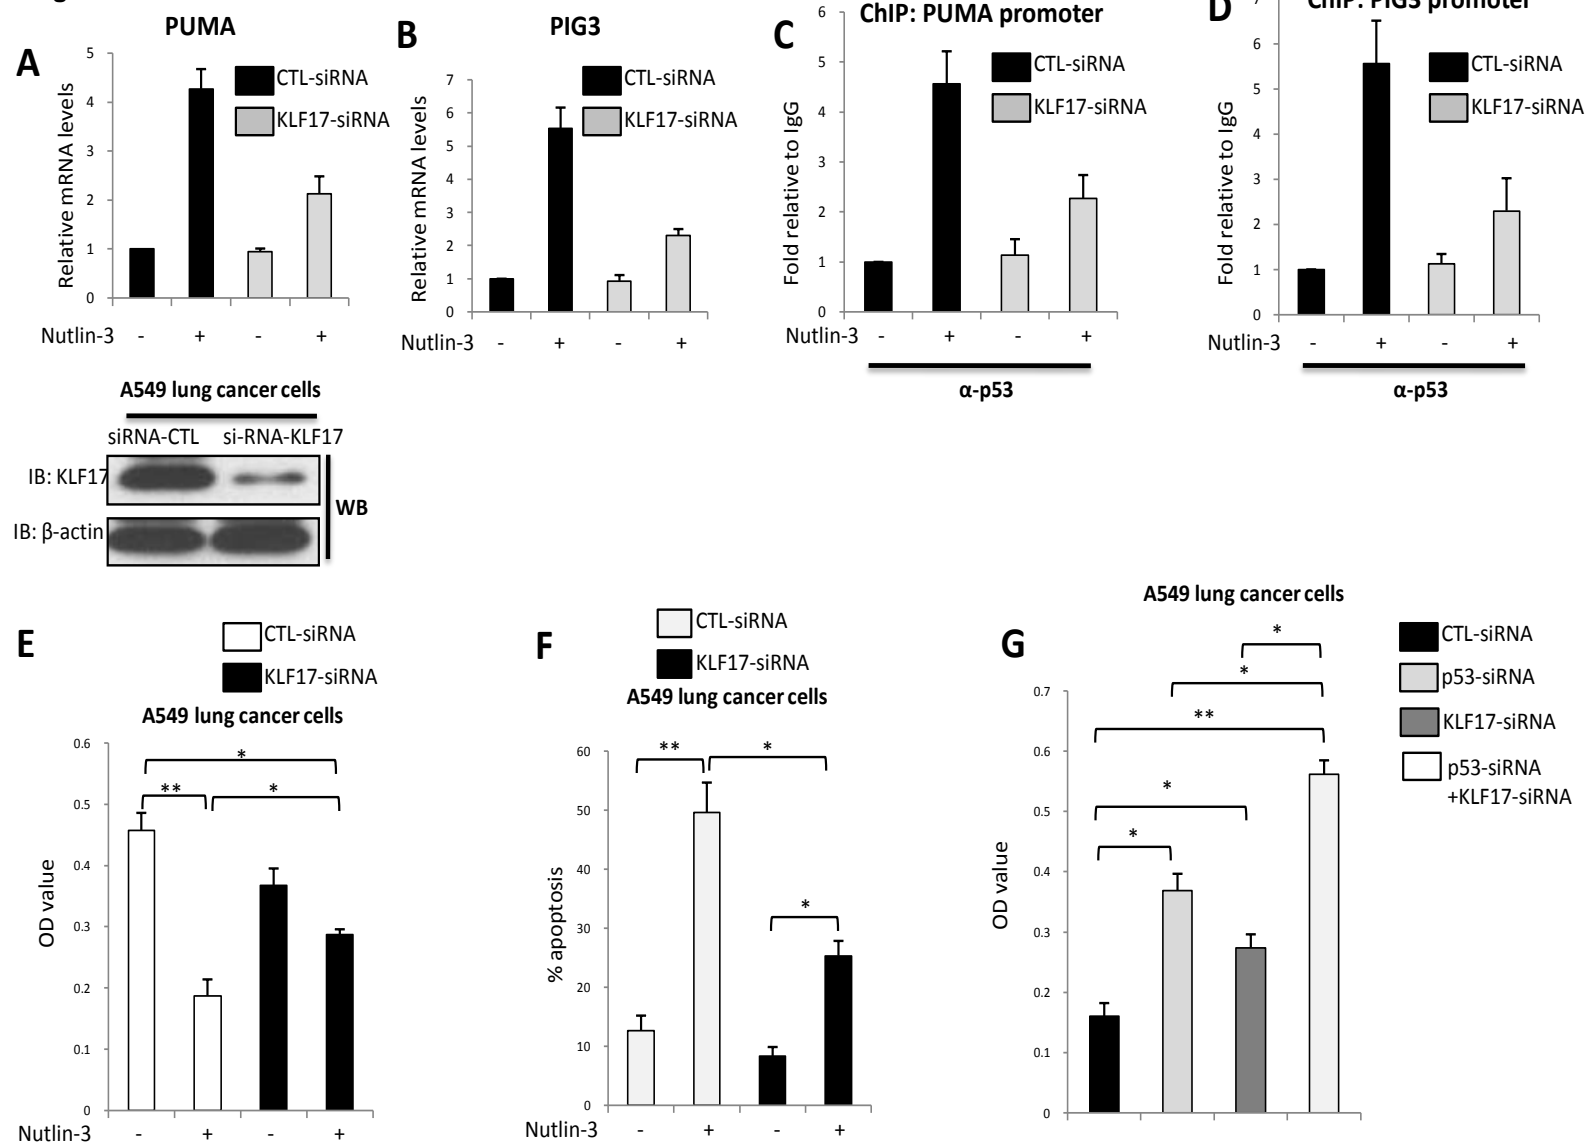 PUMA
A
5
4
3
2
1
0
Relative mRNA levels
CTL-siRNA
KLF17-siRNA
Nutlin-3 - + - +
B
PIG3
7
6
5
4
3
2
1
0
Relative mRNA levels
CTL-siRNA
KLF17-siRNA
Nutlin-3 - + - +
C
ChIP: PUMA promoter
6
5
4
3
2
1
0
Fold relative to IgG
CTL-siRNA
KLF17-siRNA
Nutlin-3 - + - +
α-p53
D
ChIP: PIG3 promoter
7
6
5
4
3
2
1
0
Fold relative to IgG
CTL-siRNA
KLF17-siRNA
Nutlin-3 - + - +
α-p53
A549 lung cancer cells
siRNA-CTL si-RNA-KLF17
IB: KLF17
IB: β-actin
WB
E
CTL-siRNA
KLF17-siRNA
A549 lung cancer cells
0.6
0.5
0.4
0.3
0.2
0.1
0
OD value
*
** *
Nutlin-3 - + - +
F
CTL-siRNA
KLF17-siRNA
A549 lung cancer cells
60
50
40
30
20
10
0
% apoptosis
** *
*
Nutlin-3 - + - +
A549 lung cancer cells
G
CTL-siRNA
p53-siRNA
KLF17-siRNA
p53-siRNA
+KLF17-siRNA
*
*
**
*
*
0.7
0.6
0.5
0.4
0.3
0.2
0.1
0
OD value